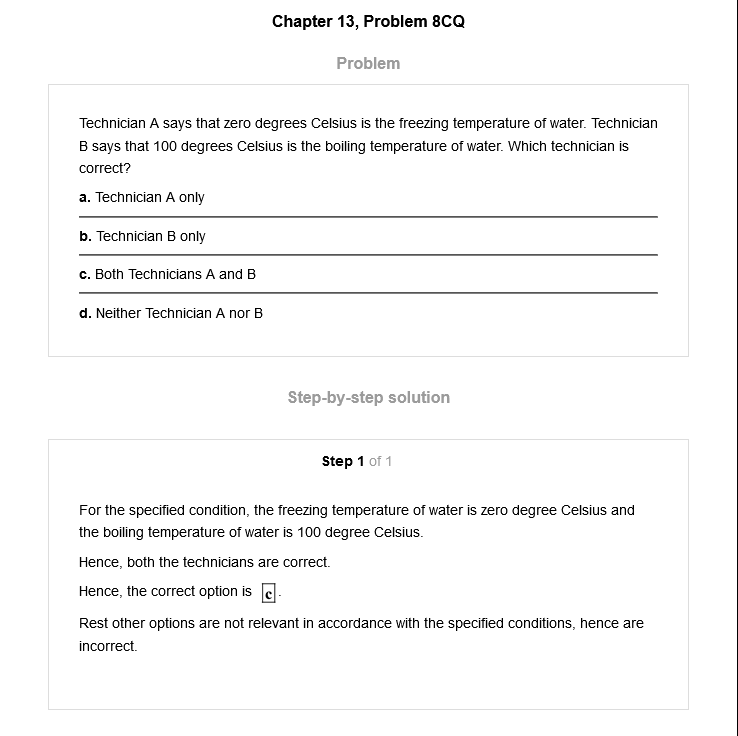 Chapter 13, Problem 8CQ
Problem
Technician A says that zero degrees Celsius is the freezing temperature of water. Technician
B says that 100 degrees Celsius is the boiling temperature of water. Which technician is
correct?
a. Technician A only
b. Technician B only
c. Both Technicians A and B
d. Neither Technician A nor B
Step-by-step solution
Step 1 of 1
For the specified condition, the freezing temperature of water is zero degree Celsius and
the boiling temperature of water is 100 degree Celsius.
Hence, both the technicians are correct.
Hence, the correct option is c.
Rest other options are not relevant in accordance with the specified conditions, hence are
incorrect.